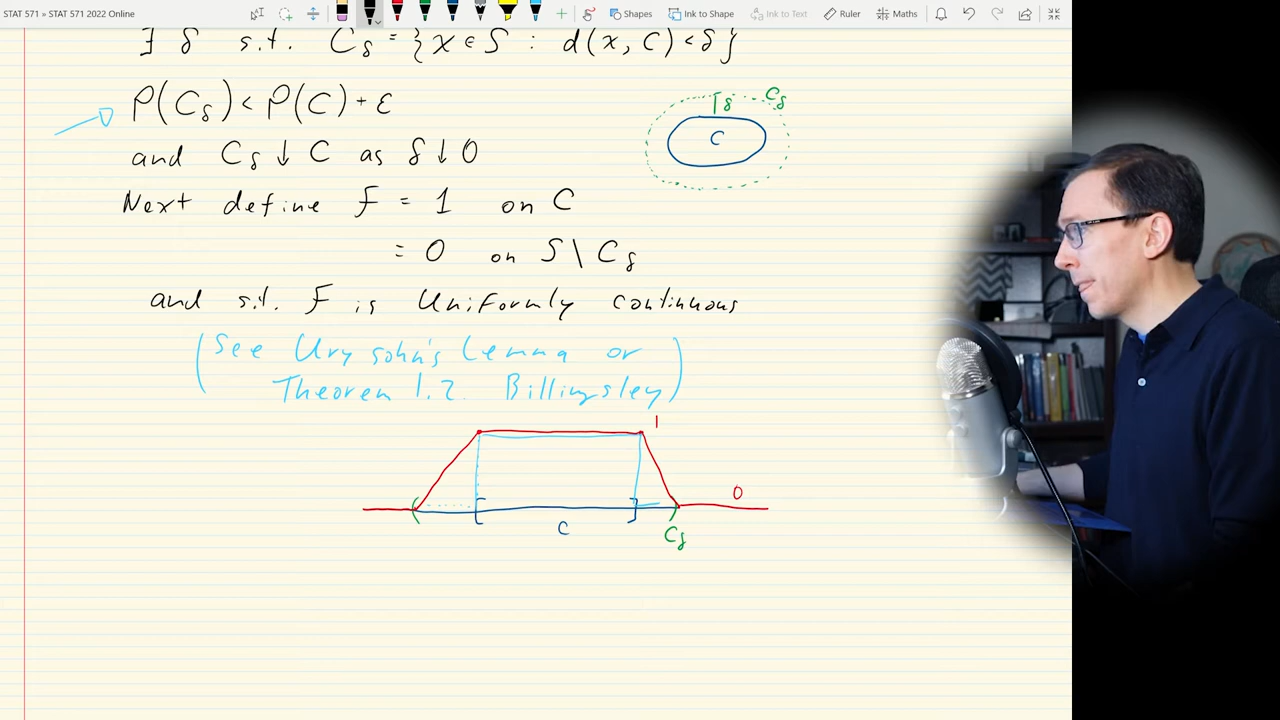 STAT 571 » STAT 571 2022 Online
Shapes
Ink to Shape
Ink to Text
Ruler
Maths
∃ δ s.t. C_δ = {x ∈ S : d(x, C) < δ}
P(C_δ) < P(C) + ε
and C_δ ↓ C as δ ↓ 0
δ
C_δ
C
Next define f = 1 on C
= 0 on S \ C_δ
and s.t. f is Uniformly continuous
(See Urysohn's Lemma or
Theorem 1.2 Billingsley)
1
0
C
C_δ